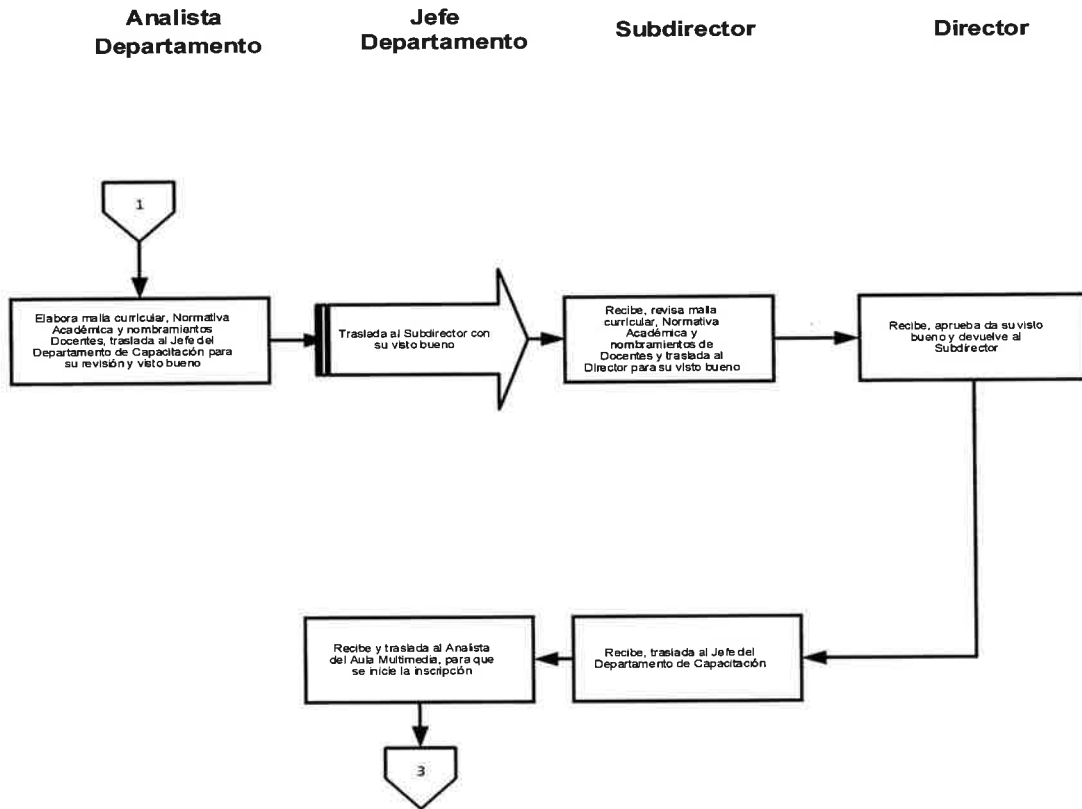 Analista
Departamento
Jefe
Departamento
Subdirector
Director
1
Elabora malla curricular, Normativa
Académica y nombramientos
Docentes, traslada al Jefe del
Departamento de Capacitación para
su revisión y visto bueno
Traslada al Subdirector con
su visto bueno
Recibe, revisa malla
curricular, Normativa
Académica y
nombramientos de
Docentes y traslada al
Director para su visto bueno
Recibe, aprueba da su visto
bueno y devuelve al
Subdirector
Recibe y traslada al Analista
del Aula Multimedia, para que
se inicie la inscripción
Recibe, traslada al Jefe del
Departamento de Capacitación
3